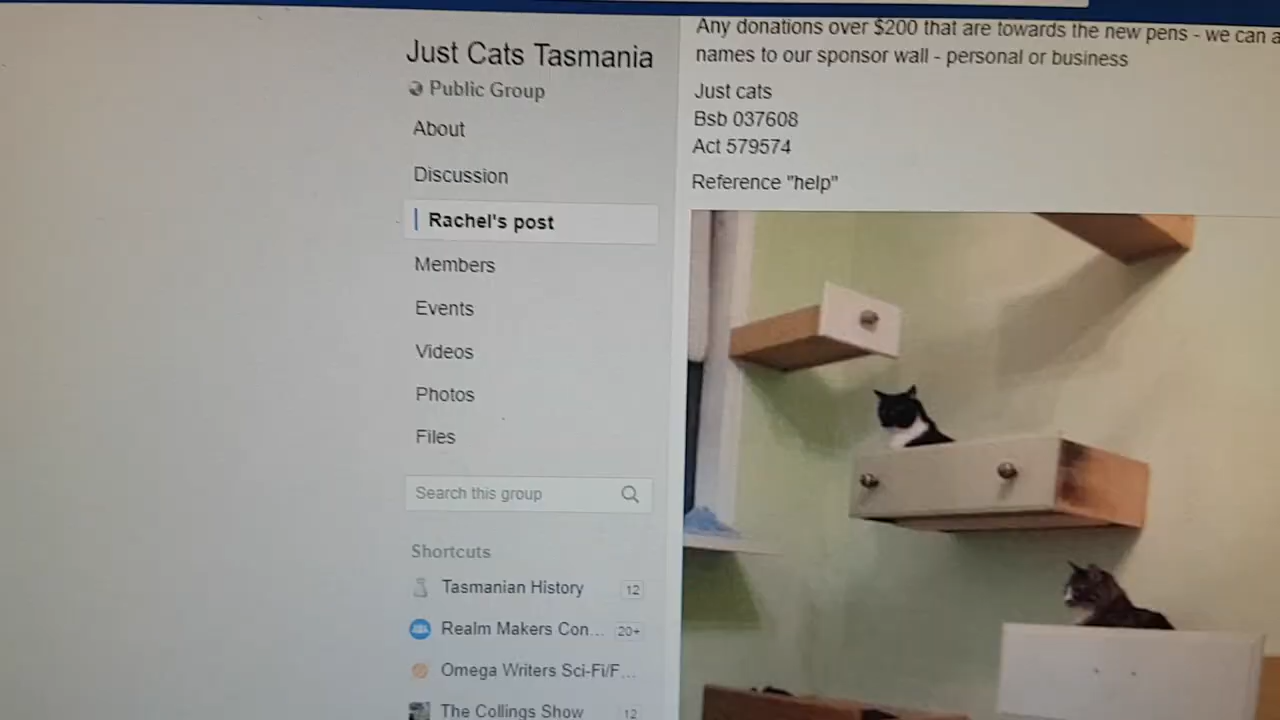 Just Cats Tasmania
Public Group
About
Discussion
Rachel's post
Members
Events
Videos
Photos
Files
Search this group
Shortcuts
Tasmanian History 12
Realm Makers Con... 20+
Omega Writers Sci-Fi/F...
The Collings Show 12
Any donations over $200 that are towards the new pens - we can a
names to our sponsor wall - personal or business
Just cats
Bsb 037608
Act 579574
Reference "help"